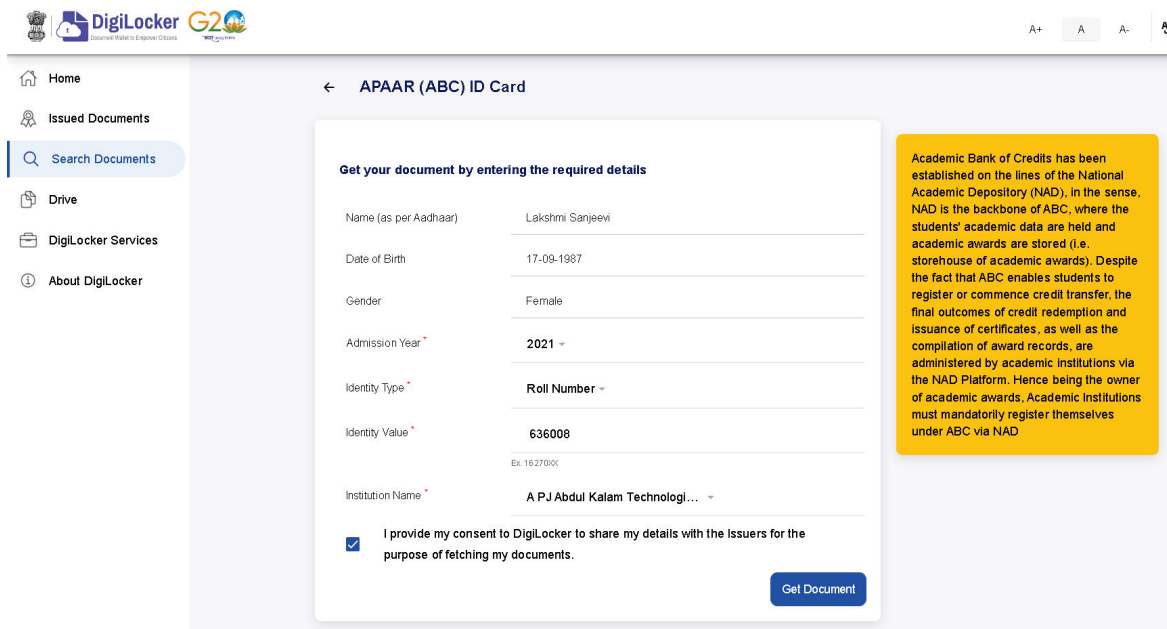 DigiLocker
Document Wallet to Empower Citizens
G20
A+ A A-
Home
Issued Documents
Search Documents
Drive
DigiLocker Services
About DigiLocker
← APAAR (ABC) ID Card
Get your document by entering the required details
Name (as per Aadhaar) Lakshmi Sanjeevi
Date of Birth 17-09-1987
Gender Female
Admission Year * 2021
Identity Type * Roll Number
Identity Value * 636008
Ex. 16270XX
Institution Name * A P J Abdul Kalam Technologi...
I provide my consent to DigiLocker to share my details with the Issuers for the
purpose of fetching my documents.
Get Document
Academic Bank of Credits has been
established on the lines of the National
Academic Depository (NAD), in the sense,
NAD is the backbone of ABC, where the
students' academic data are held and
academic awards are stored (i.e.
storehouse of academic awards). Despite
the fact that ABC enables students to
register or commence credit transfer, the
final outcomes of credit redemption and
issuance of certificates, as well as the
compilation of award records, are
administered by academic institutions via
the NAD Platform. Hence being the owner
of academic awards, Academic Institutions
must mandatorily register themselves
under ABC via NAD